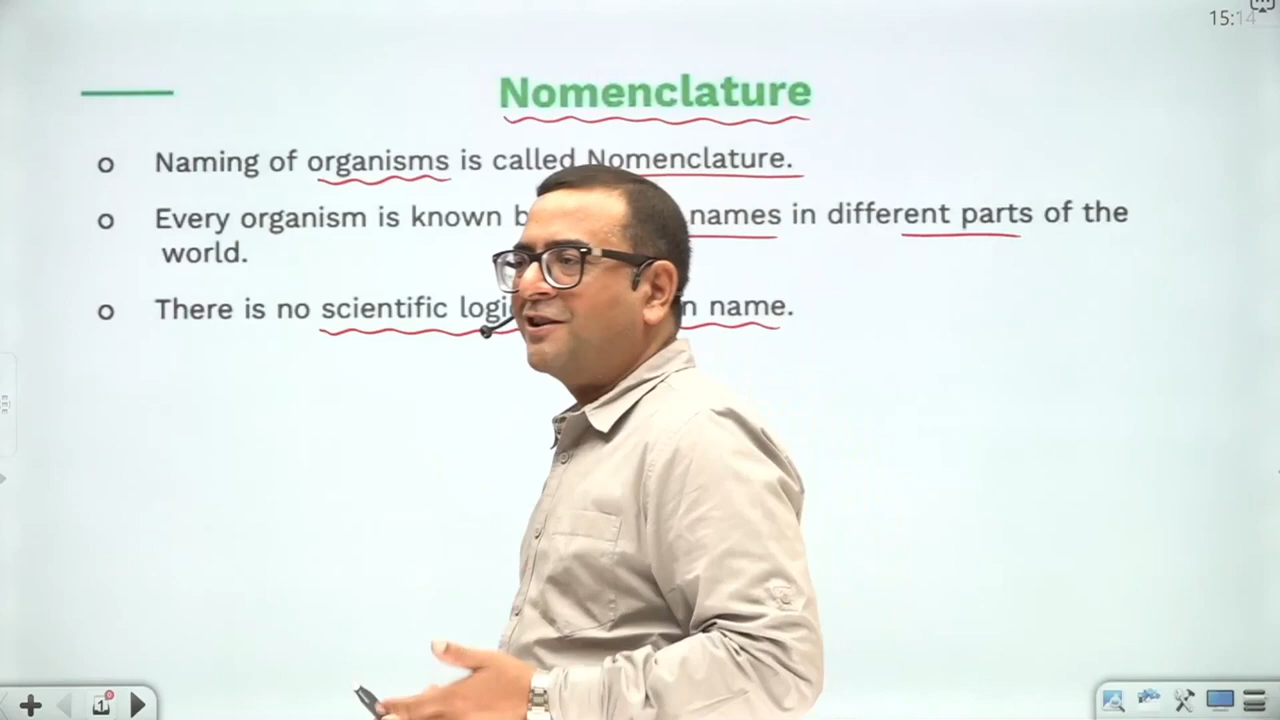 15:14
Nomenclature
Naming of organisms is called Nomenclature.
Every organism is known names in different parts of the
world.
There is no scientific name.
1